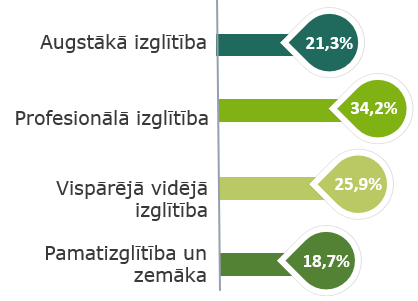 Augstākā izglītība
21,3%
Profesionālā izglītība
34,2%
Vispārējā vidējā
izglītība
25,9%
Pamatizglītība un
zemāka
18,7%